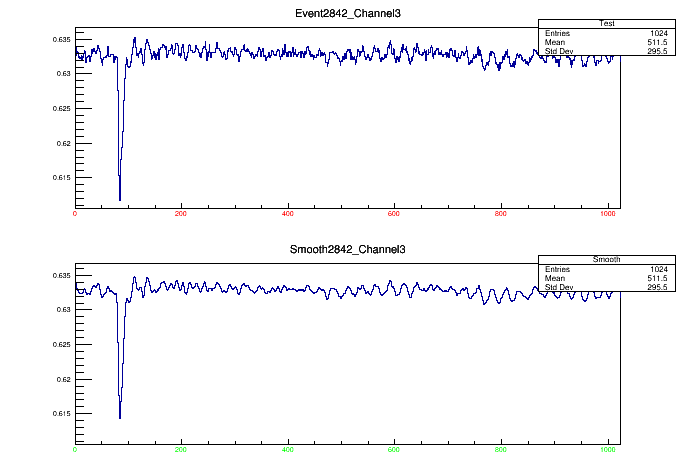 Event2842_Channel3
Test
Entries 1024
Mean 511.5
Std Dev 295.5
0.635
0.63
0.625
0.62
0.615
0 200 400 600 800 1000
Smooth2842_Channel3
Smooth
Entries 1024
Mean 511.5
Std Dev 295.5
0.635
0.63
0.625
0.62
0.615
0 200 400 600 800 1000